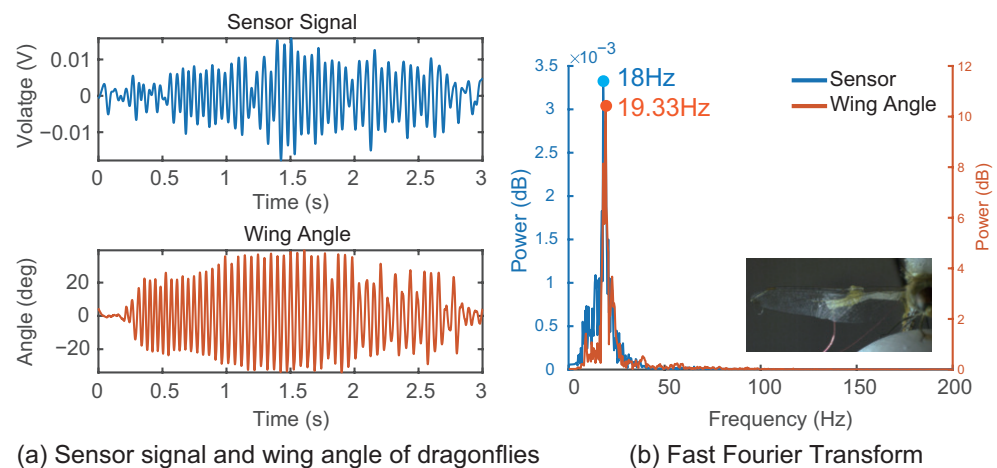 (a)
Sensor Signal
Volatge (V)
0.01
0
−0.01
0 0.5 1 1.5 2 2.5 3
Time (s)
Wing Angle
Angle (deg)
20
0
−20
0 0.5 1 1.5 2 2.5 3
Time (s)
(a) Sensor signal and wing angle of dragonflies
(b)
×10⁻³
3.5
3
2.5
2
1.5
1
0.5
0
Power (dB)
18Hz
19.33Hz
Sensor
Wing Angle
12
10
8
6
4
2
0
Power (dB)
0 50 100 150 200
Frequency (Hz)
(b) Fast Fourier Transform